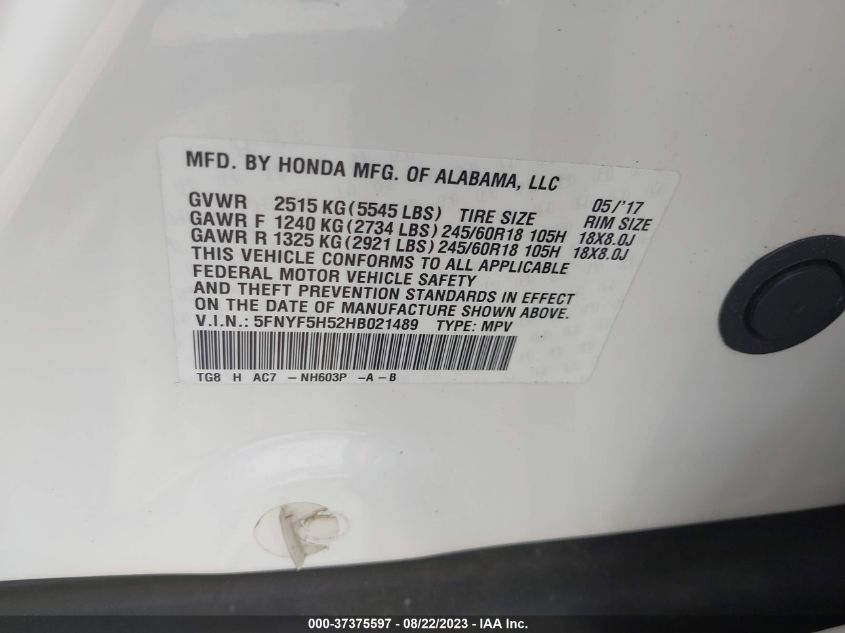 MFD. BY HONDA MFG. OF ALABAMA, LLC
GVWR 2515 KG (5545 LBS) TIRE SIZE 05/'17 RIM SIZE
GAWR F 1240 KG (2734 LBS) 245/60R18 105H 18X8.0J
GAWR R 1325 KG (2921 LBS) 245/60R18 105H 18X8.0J
THIS VEHICLE CONFORMS TO ALL APPLICABLE
FEDERAL MOTOR VEHICLE SAFETY
AND THEFT PREVENTION STANDARDS IN EFFECT
ON THE DATE OF MANUFACTURE SHOWN ABOVE.
V.I.N.: 5FNYF5H52HB021489 TYPE: MPV
TG8 H AC7 -NH603P -A-B
000-37375597 - 08/22/2023 - IAA, Inc.